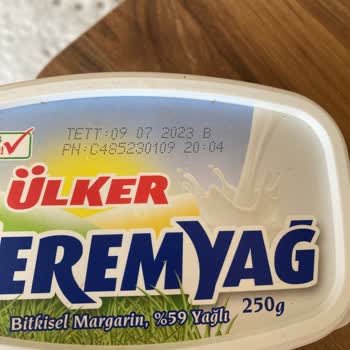 TETT:09 07 2023 B
PN:C485230109 20:04
ÜLKER
EREMYAĞ
Bitkisel Margarin, %59 Yağlı
250g